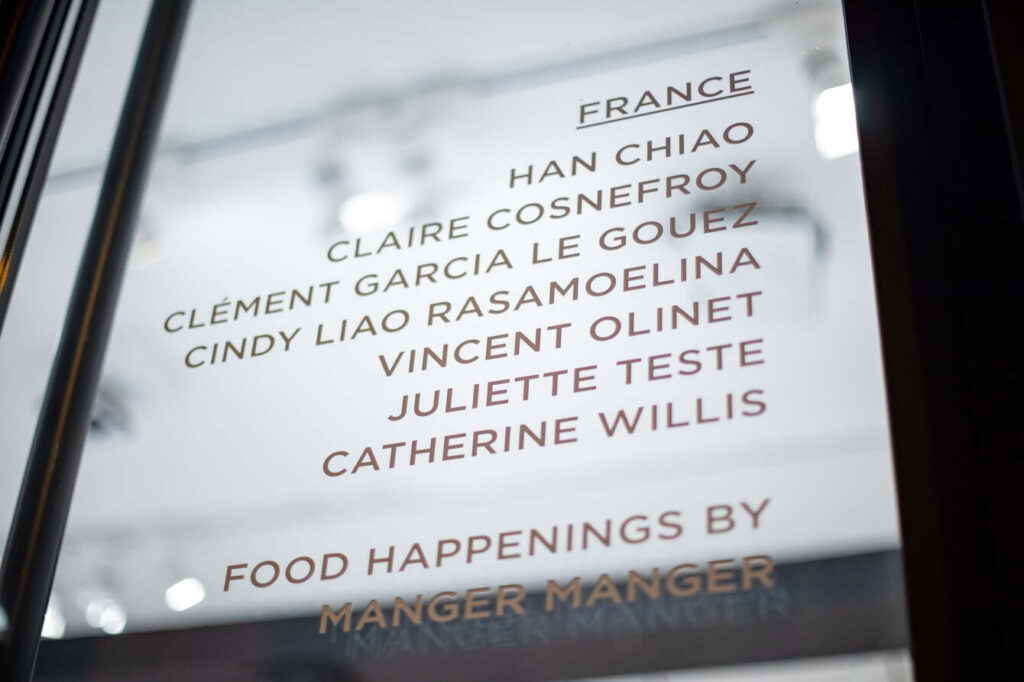 FRANCE
HAN CHIAO
CLAIRE COSNEFROY
CLÉMENT GARCIA LE GOUEZ
CINDY LIAO RASAMOELINA
VINCENT OLINET
JULIETTE TESTE
CATHERINE WILLIS
FOOD HAPPENINGS BY
MANGER MANGER